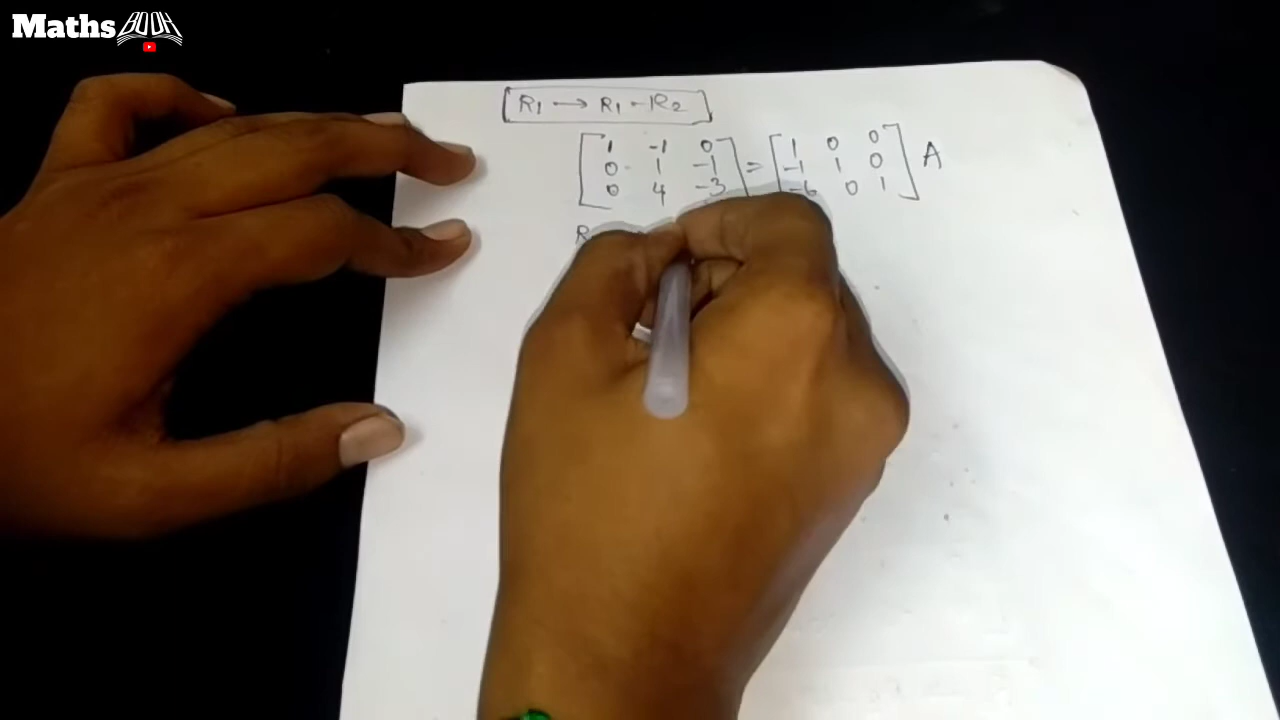 Maths BOOK
R1 → R1 - R2
1 -1 0 1 0 0
0 1 -1 = -1 1 0 A
0 4 -3 -6 0 1
R